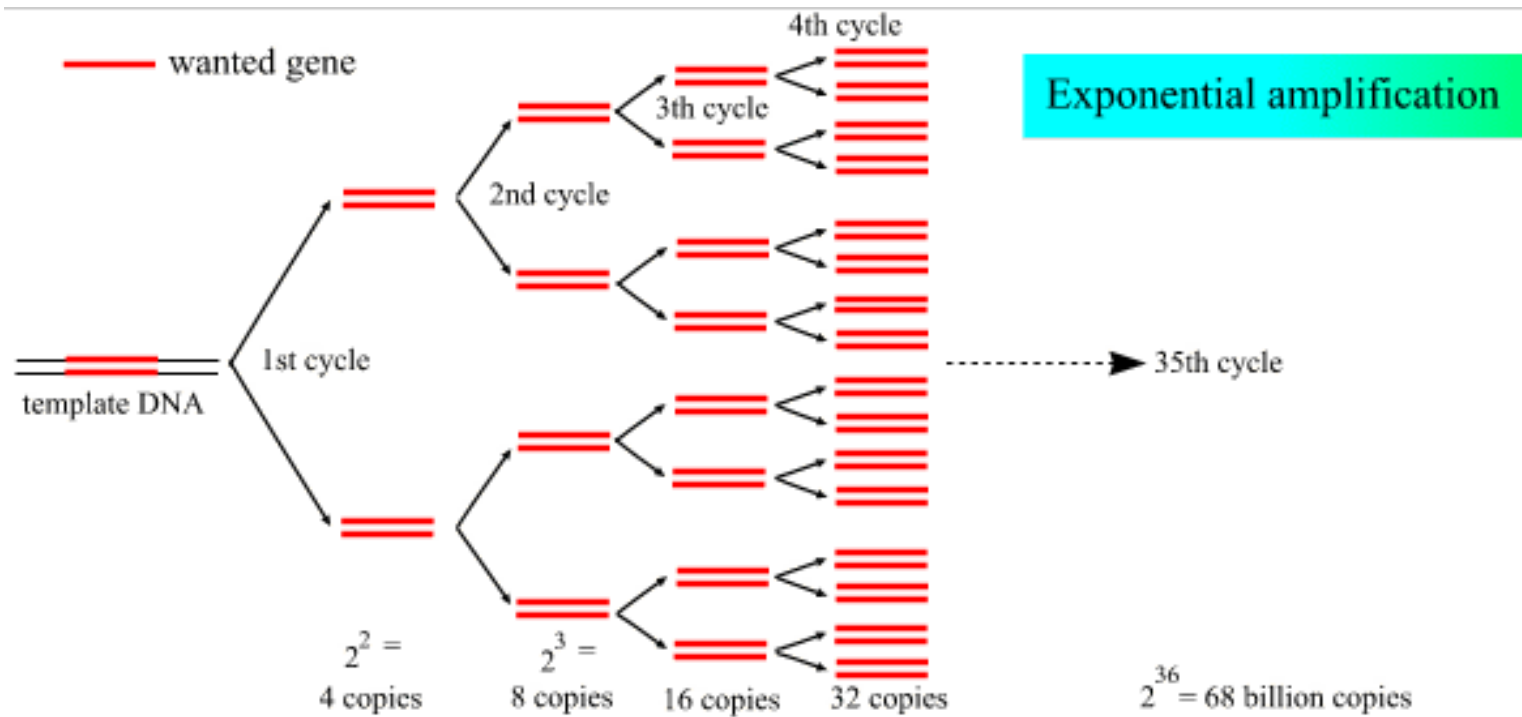 4th cycle
wanted gene
Exponential amplification
3th cycle
2nd cycle
1st cycle
35th cycle
template DNA
2^2 =
4 copies
2^3 =
8 copies
16 copies
32 copies
2^36 = 68 billion copies